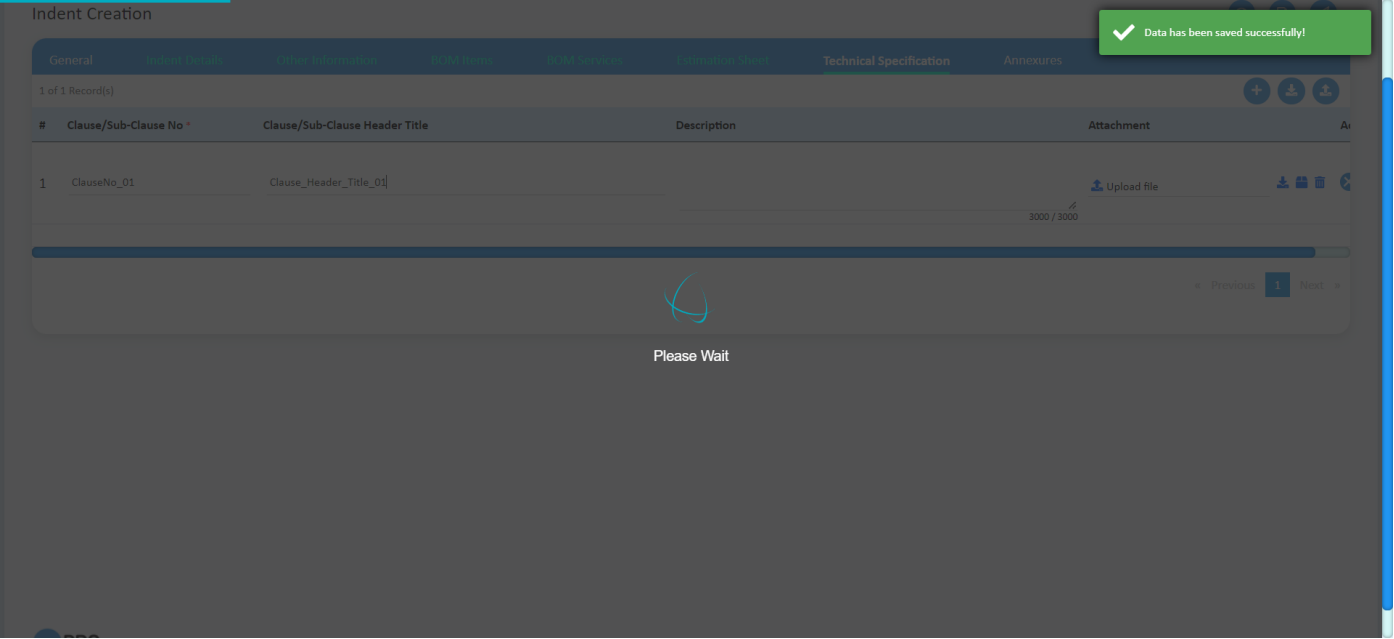 Indent Creation
Data has been saved successfully!
General Indent Details Other Information BOM Items BOM Services Estimation Sheet Technical Specification Annexures
1 of 1 Record(s)
# Clause/Sub-Clause No * Clause/Sub-Clause Header Title Description Attachment
1 ClauseNo_01 Clause_Header_Title_01 Upload file
3000 / 3000
« Previous 1 Next »
Please Wait